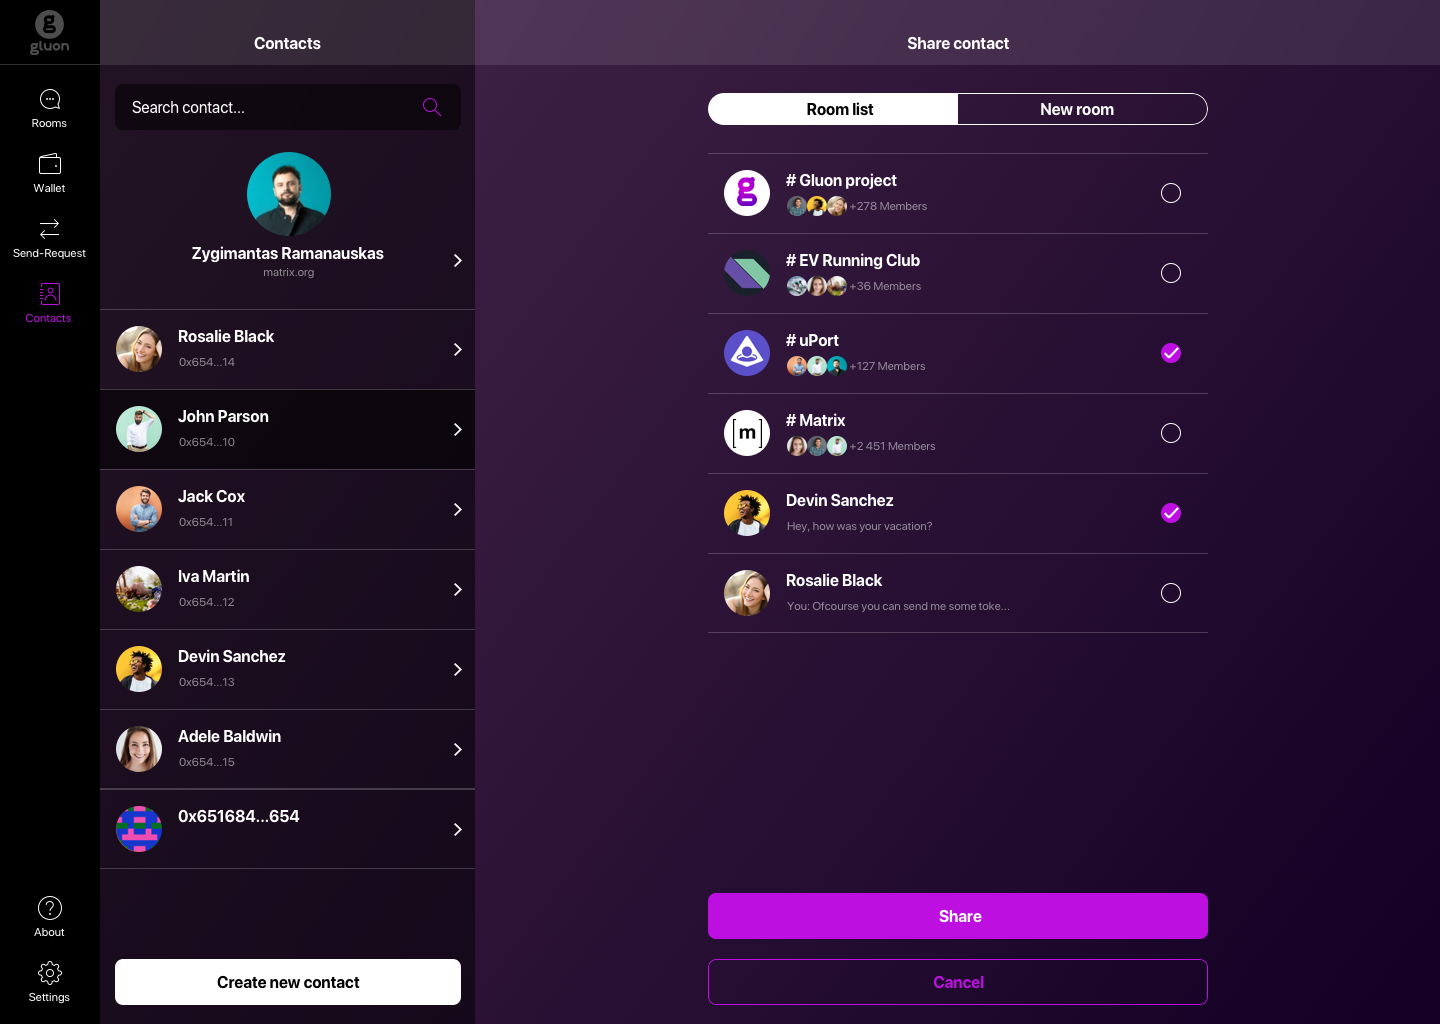 gluon
Rooms
Wallet
Send-Request
Contacts
About
Settings
Contacts
Search contact...
Zygimantas Ramanauskas
matrix.org
Rosalie Black
0x654...14
John Parson
0x654...10
Jack Cox
0x654...11
Iva Martin
0x654...12
Devin Sanchez
0x654...13
Adele Baldwin
0x654...15
0x651684...654
Create new contact
Share contact
Room list
New room
g
# Gluon project
+278 Members
# EV Running Club
+36 Members
# uPort
+127 Members
[m]
# Matrix
+2 451 Members
Devin Sanchez
Hey, how was your vacation?
Rosalie Black
You: Ofcourse you can send me some toke...
Share
Cancel